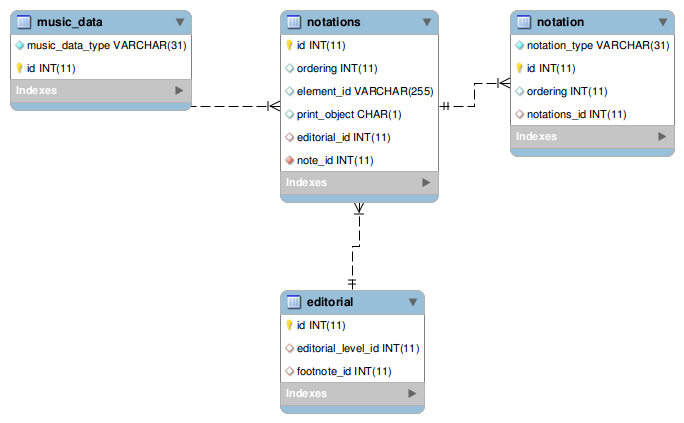 music_data
music_data_type VARCHAR(31)
id INT(11)
Indexes
notations
id INT(11)
ordering INT(11)
element_id VARCHAR(255)
print_object CHAR(1)
editorial_id INT(11)
note_id INT(11)
Indexes
notation
notation_type VARCHAR(31)
id INT(11)
ordering INT(11)
notations_id INT(11)
Indexes
editorial
id INT(11)
editorial_level_id INT(11)
footnote_id INT(11)
Indexes